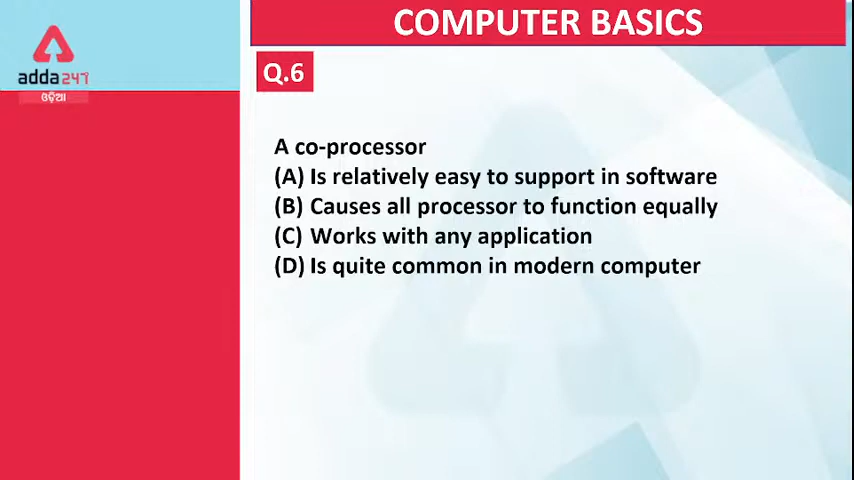 COMPUTER BASICS
adda247
ଓଡ଼ିଆ
Q.6
A co-processor
(A) Is relatively easy to support in software
(B) Causes all processor to function equally
(C) Works with any application
(D) Is quite common in modern computer